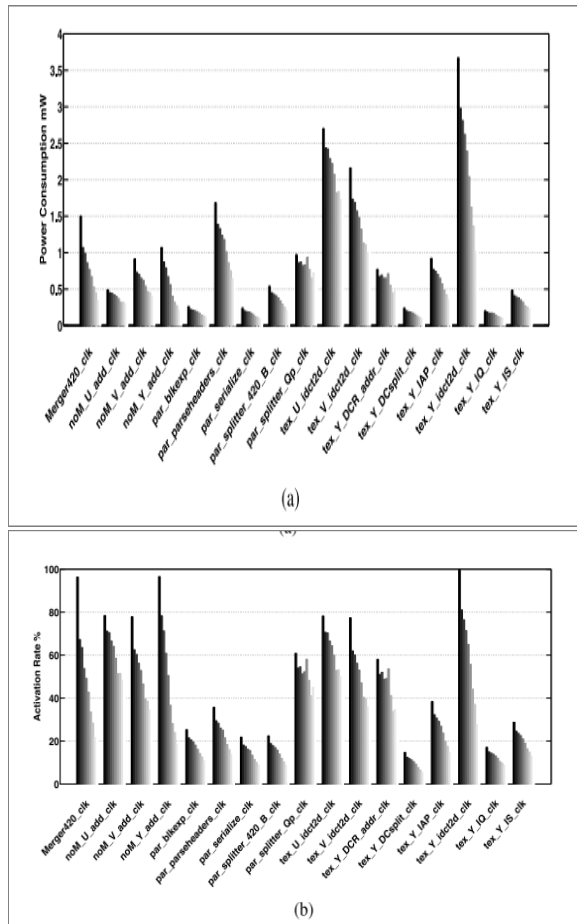 4
3.5
3
2.5
2
1.5
1
0.5
0
Power Consumption mW
Merger420_clk
noM_U_add_clk
noM_V_add_clk
noM_Y_add_clk
par_blkexp_clk
par_parseheaders_clk
par_serialize_clk
par_splitter_420_B_clk
par_splitter_Qp_clk
tex_U_idct2d_clk
tex_V_idct2d_clk
tex_Y_DCR_addr_clk
tex_Y_DCsplit_clk
tex_Y_IAP_clk
tex_Y_idct2d_clk
tex_Y_IQ_clk
tex_Y_IS_clk
(a)
100
80
60
40
20
0
Activation Rate %
Merger420_clk
noM_U_add_clk
noM_V_add_clk
noM_Y_add_clk
par_blkexp_clk
par_parseheaders_clk
par_serialize_clk
par_splitter_420_B_clk
par_splitter_Qp_clk
tex_U_idct2d_clk
tex_V_idct2d_clk
tex_Y_DCR_addr_clk
tex_Y_DCsplit_clk
tex_Y_IAP_clk
tex_Y_idct2d_clk
tex_Y_IQ_clk
tex_Y_IS_clk
(b)